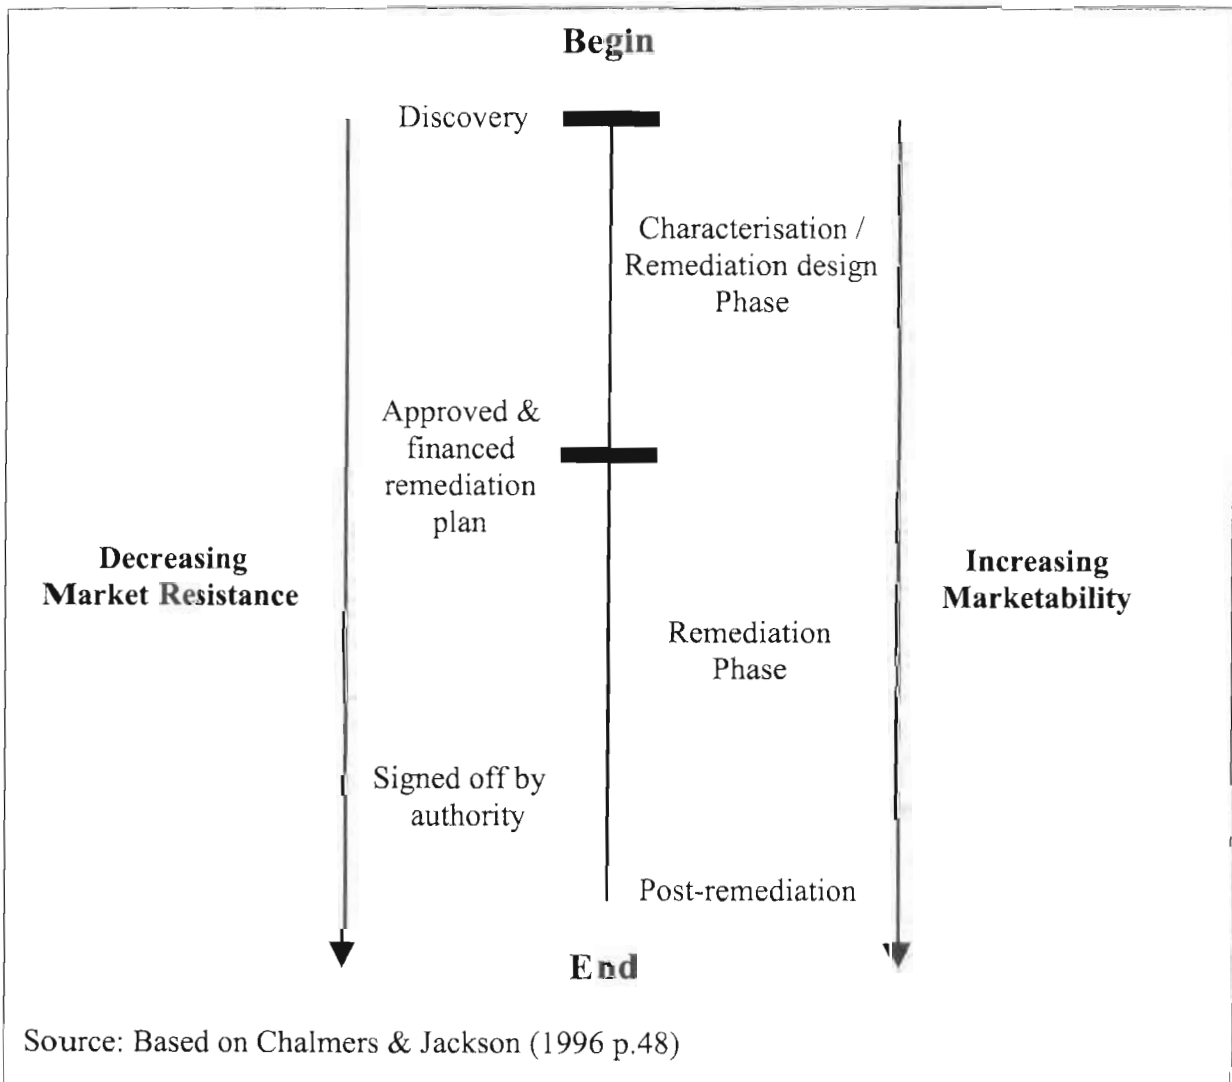 Begin
Discovery
Characterisation /
Remediation design
Phase
Approved &
financed
remediation
plan
Decreasing
Market Resistance
Increasing
Marketability
Remediation
Phase
Signed off by
authority
Post-remediation
End
Source: Based on Chalmers & Jackson (1996 p.48)